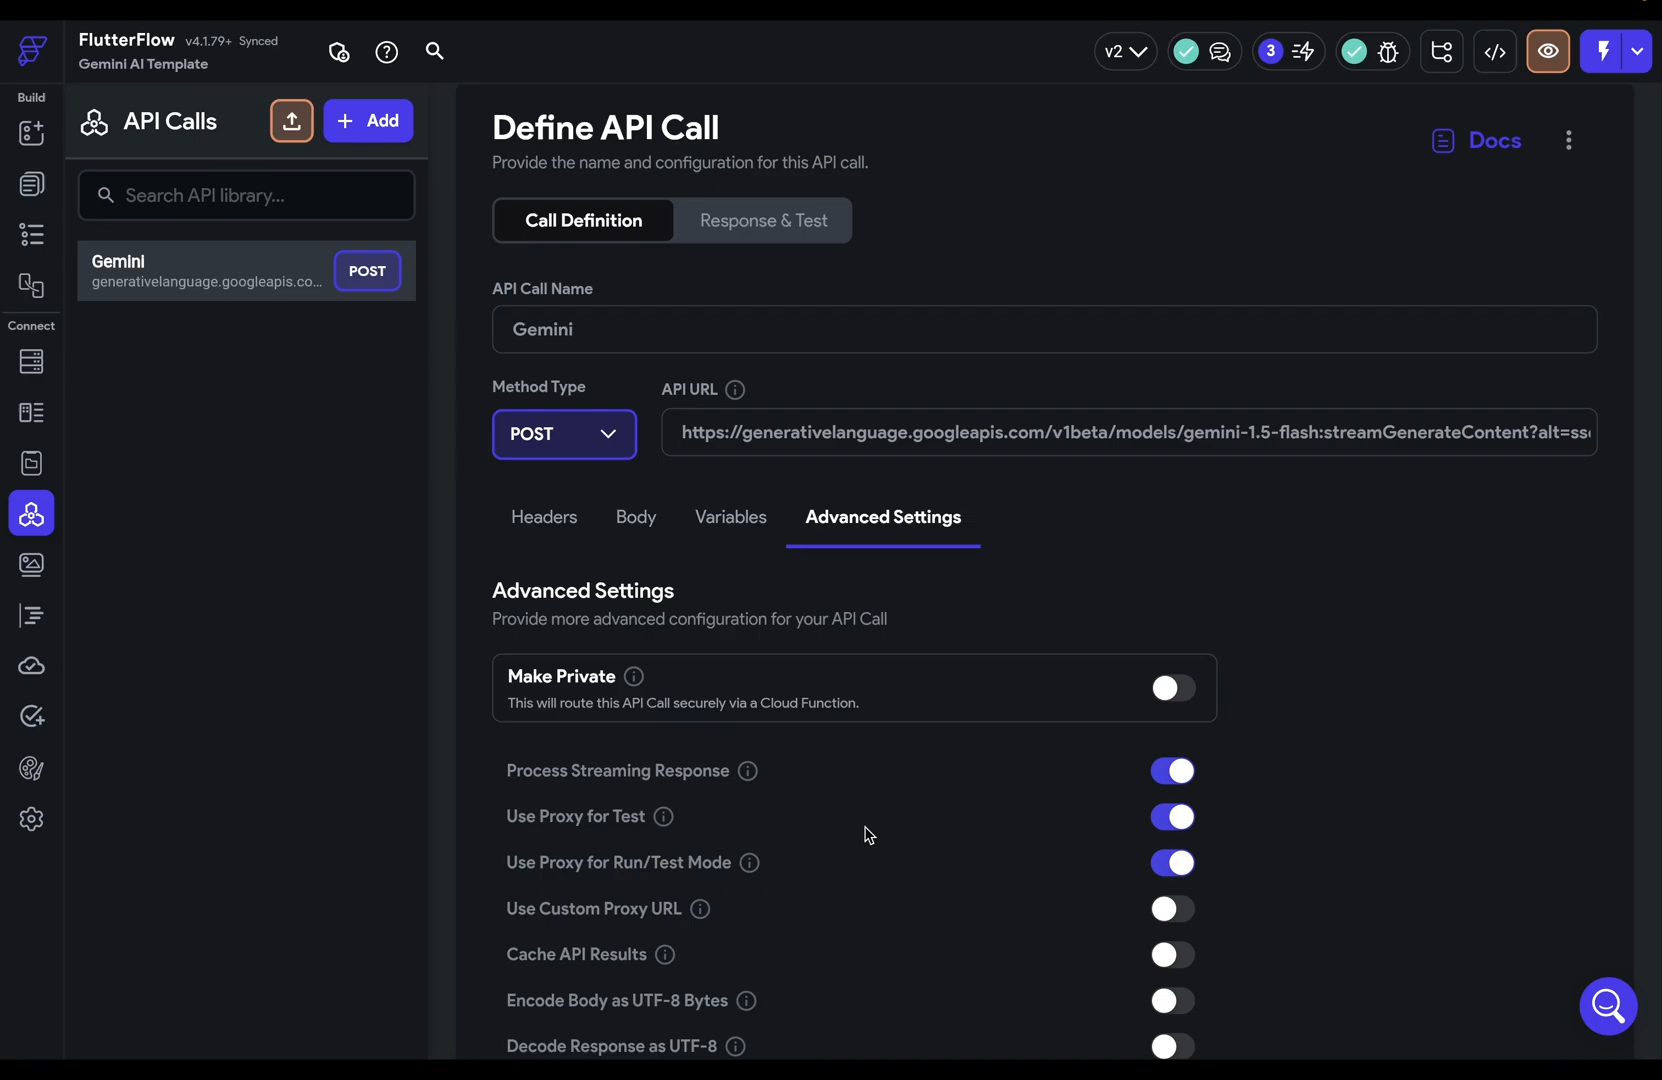 FlutterFlow v4.1.79+ Synced
Gemini AI Template
v2
3
Build
API Calls
+ Add
Search API library...
Gemini
generativelanguage.googleapis.co...
POST
Connect
Define API Call
Provide the name and configuration for this API call.
Docs
Call Definition
Response & Test
API Call Name
Gemini
Method Type
API URL
POST
https://generativelanguage.googleapis.com/v1beta/models/gemini-1.5-flash:streamGenerateContent?alt=ss
Headers
Body
Variables
Advanced Settings
Advanced Settings
Provide more advanced configuration for your API Call
Make Private
This will route this API Call securely via a Cloud Function.
Process Streaming Response
Use Proxy for Test
Use Proxy for Run/Test Mode
Use Custom Proxy URL
Cache API Results
Encode Body as UTF-8 Bytes
Decode Response as UTF-8